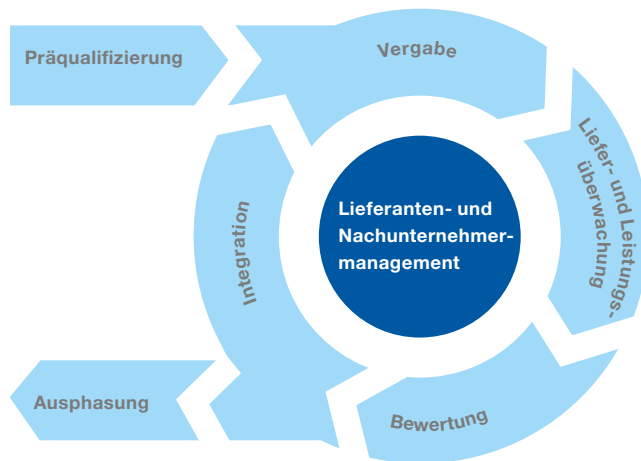 Präqualifizierung
Vergabe
Liefer- und Leistungs-
überwachung
Lieferanten- und
Nachunternehmer-
management
Integration
Ausphasung
Bewertung